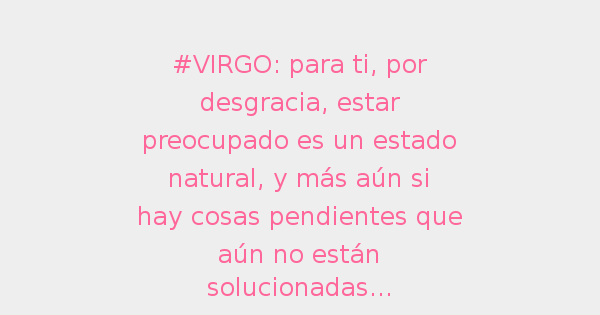 #VIRGO: para ti, por
desgracia, estar
preocupado es un estado
natural, y más aún si
hay cosas pendientes que
aún no están
solucionadas...